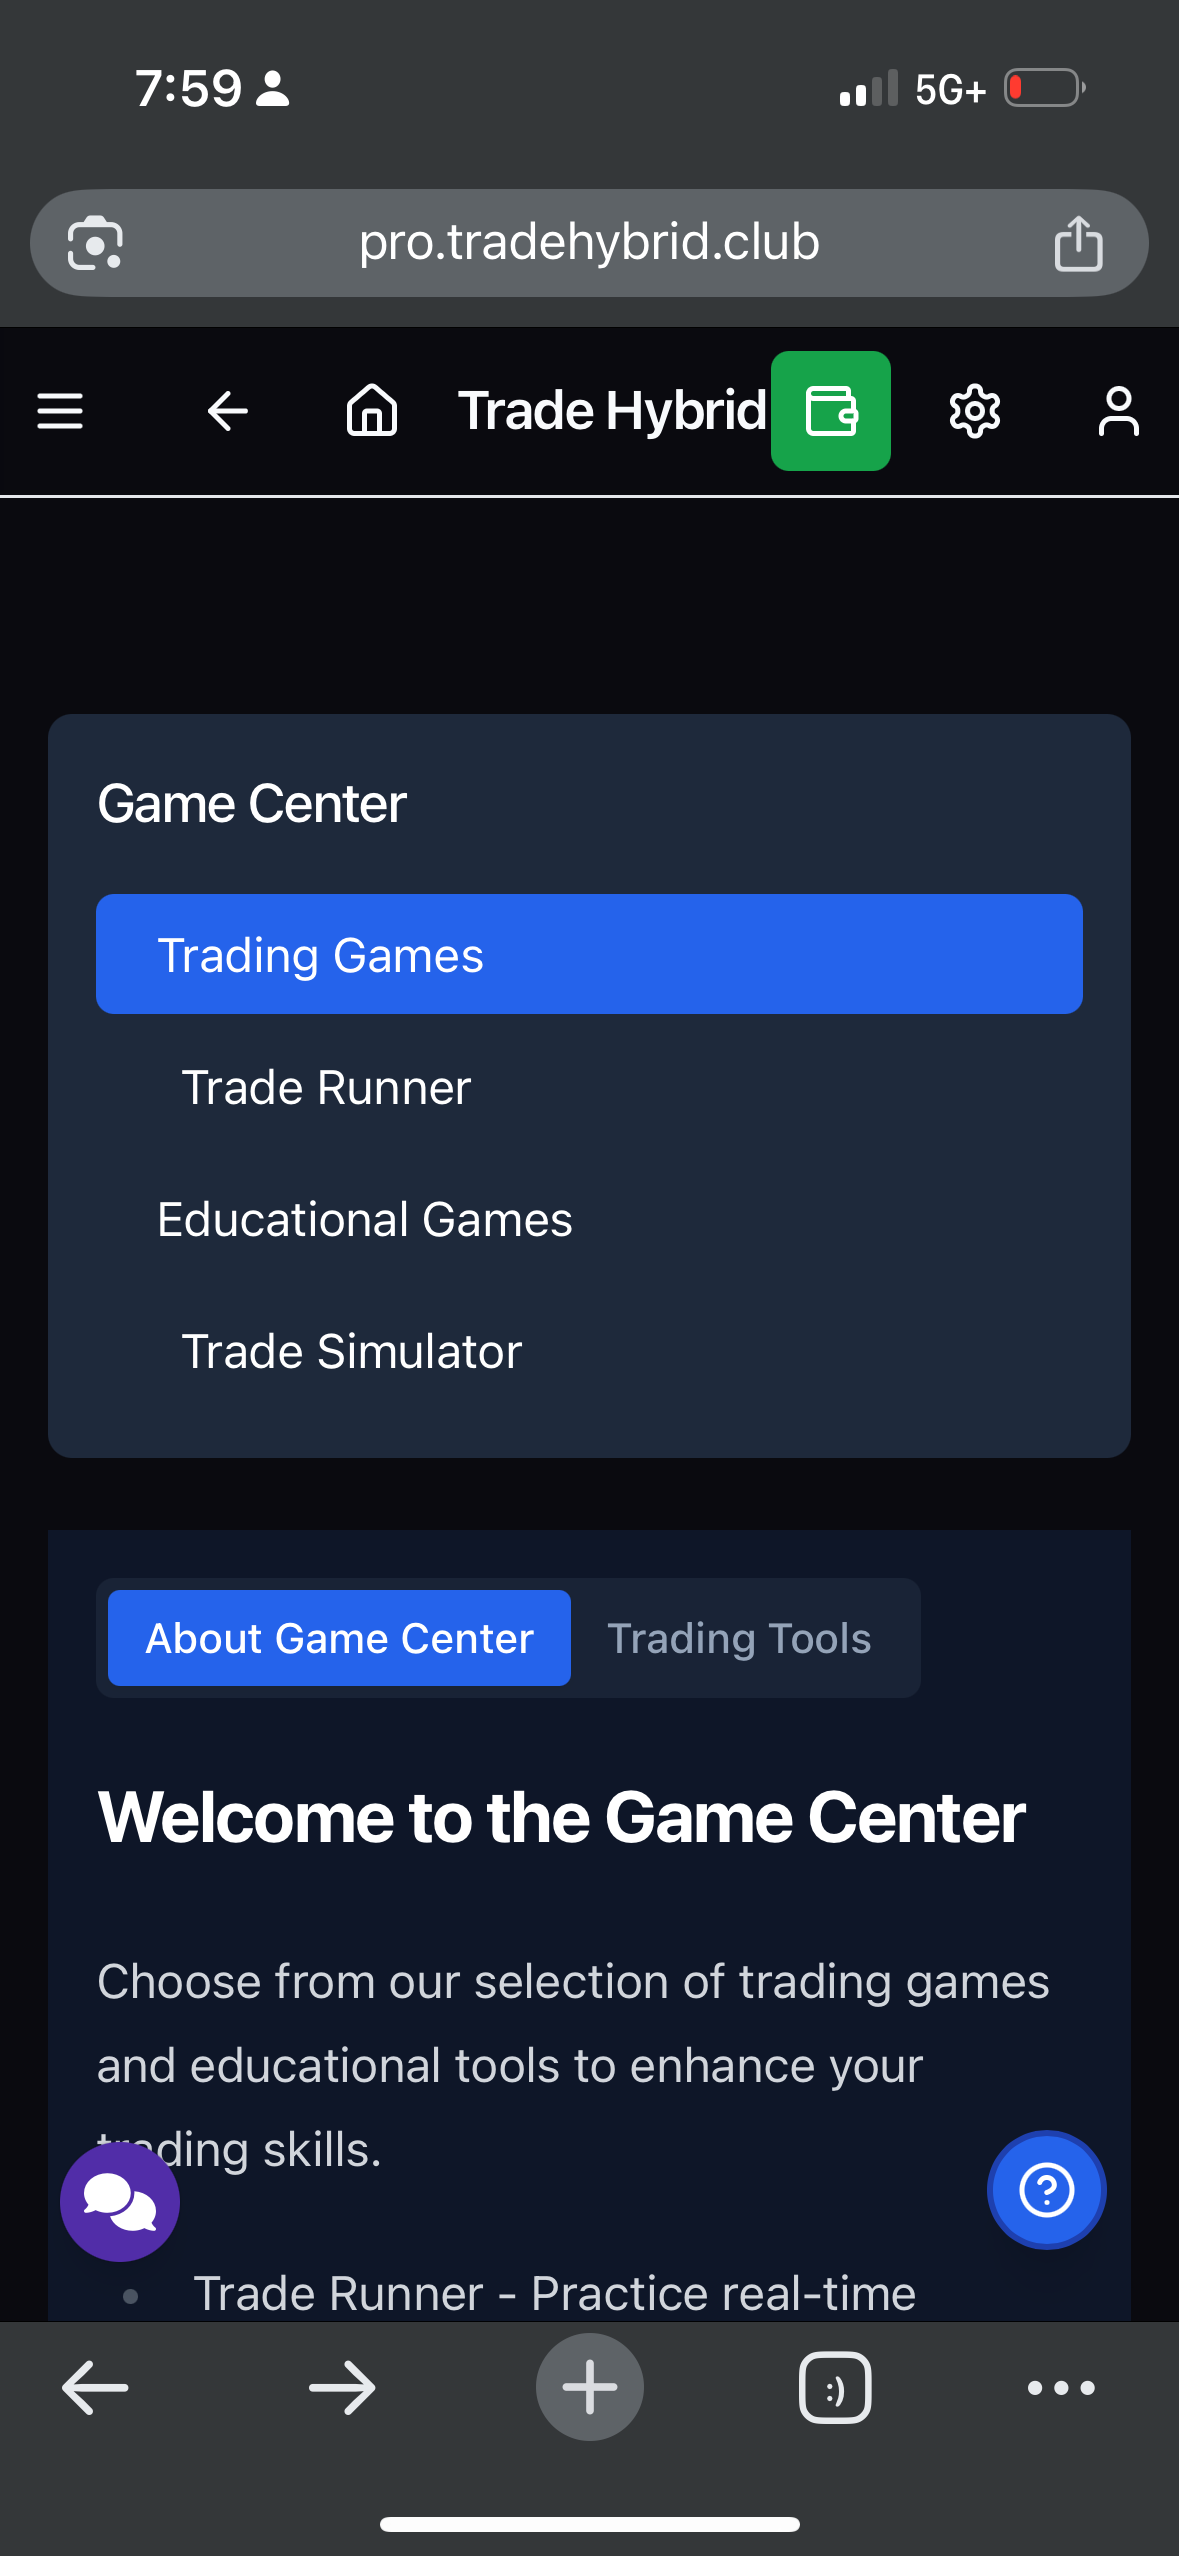 7:59
5G+
pro.tradehybrid.club
Trade Hybrid
Game Center
Trading Games
Trade Runner
Educational Games
Trade Simulator
About Game Center
Trading Tools
Welcome to the Game Center
Choose from our selection of trading games
and educational tools to enhance your
trading skills.
• Trade Runner - Practice real-time
:)